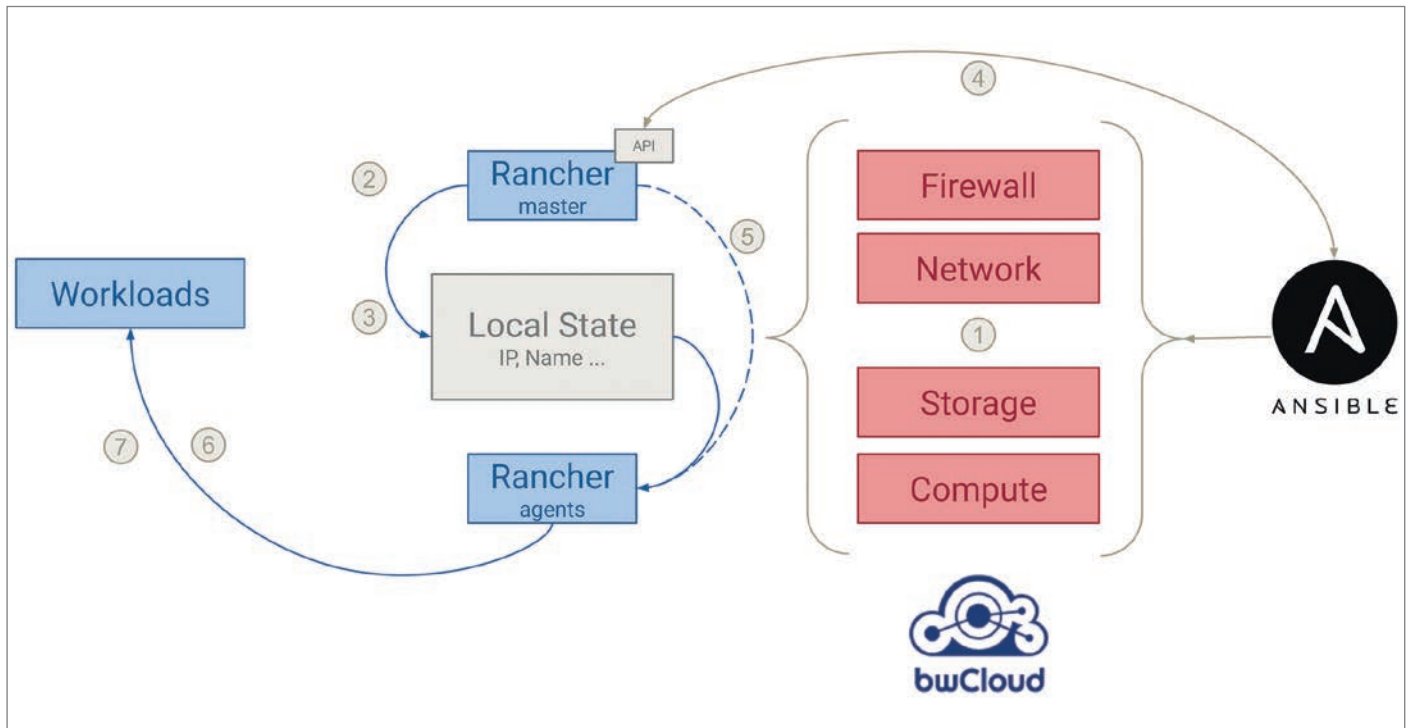 4
API
Rancher
master
2
Firewall
5
Network
Workloads
3
Local State
IP, Name ...
1
ANSIBLE
Storage
7
6
Rancher
agents
Compute
bwCloud